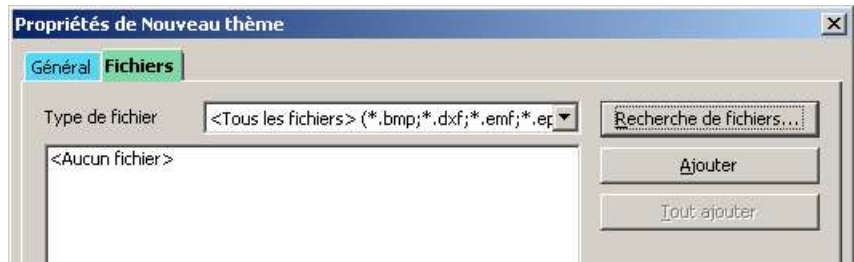 Propriétés de Nouveau thème
Général Fichiers
Type de fichier <Tous les fichiers> (*.bmp;*.dxf;*.emf;*.ep Recherche de fichiers...
<Aucun fichier>
Ajouter
Tout ajouter